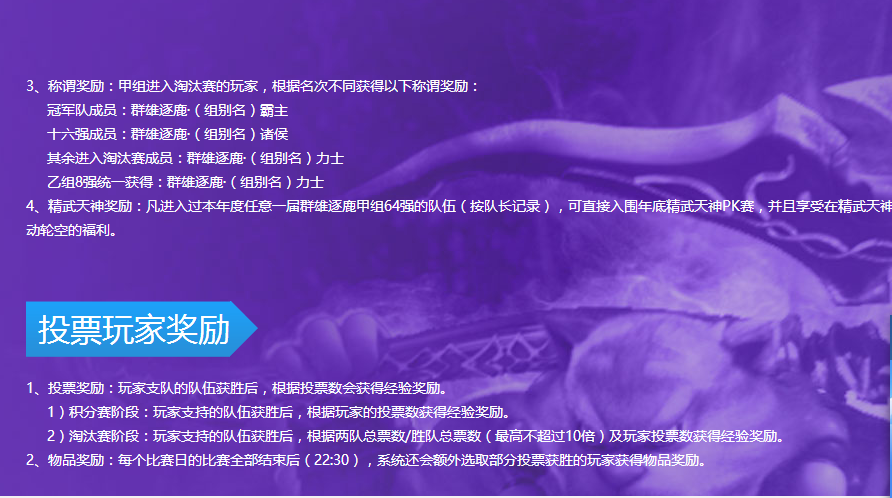 3、称谓奖励：甲组进入淘汰赛的玩家，根据名次不同获得以下称谓奖励：
冠军队成员：群雄逐鹿·（组别名）霸主
十六强成员：群雄逐鹿·（组别名）诸侯
其余进入淘汰赛成员：群雄逐鹿·（组别名）力士
乙组8强统一获得：群雄逐鹿·（组别名）力士
4、精武天神奖励：凡进入过本年度任意一届群雄逐鹿甲组64强的队伍（按队长记录），可直接入围年底精武天神PK赛，并且享受在精武天神
动轮空的福利。
投票玩家奖励
1、投票奖励：玩家支队的队伍获胜后，根据投票数会获得经验奖励。
1）积分赛阶段：玩家支持的队伍获胜后，根据玩家的投票数获得经验奖励。
2）淘汰赛阶段：玩家支持的队伍获胜后，根据两队总票数/胜队总票数（最高不超过10倍）及玩家投票数获得经验奖励。
2、物品奖励：每个比赛日的比赛全部结束后（22:30），系统还会额外选取部分投票获胜的玩家获得物品奖励。